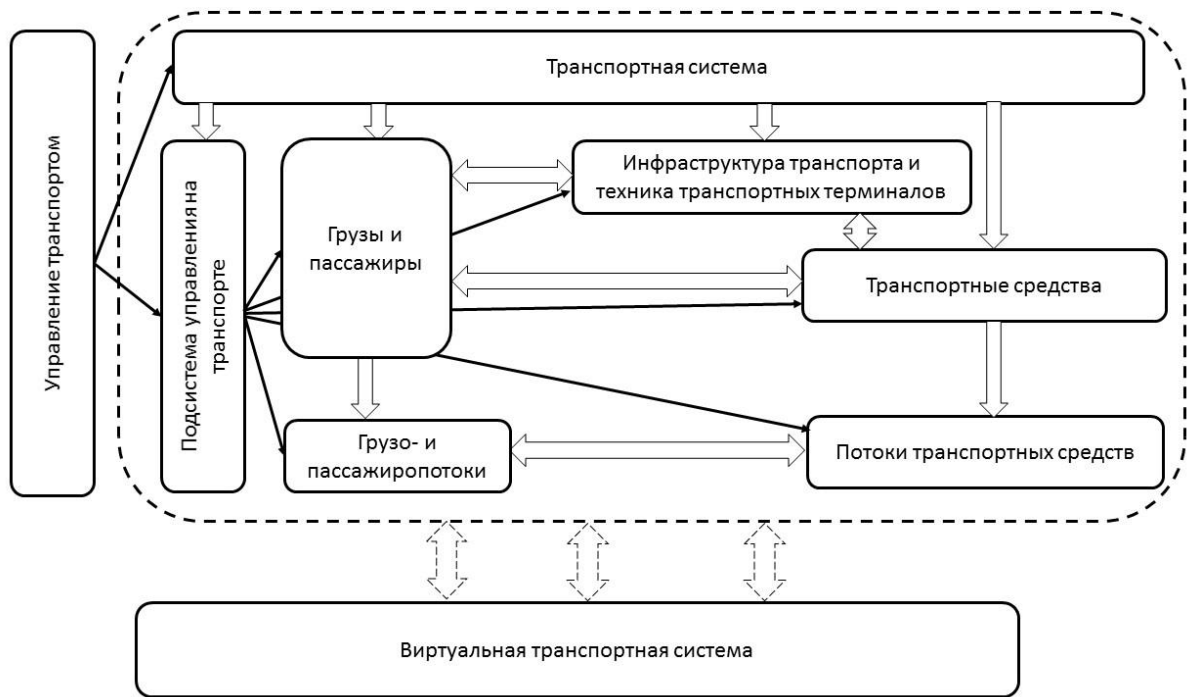 Управление транспортом
Транспортная система
Подсистема управления на
транспорте
Грузы и
пассажиры
Инфраструктура транспорта и
техника транспортных терминалов
Транспортные средства
Грузо- и
пассажиропотоки
Потоки транспортных средств
Виртуальная транспортная система